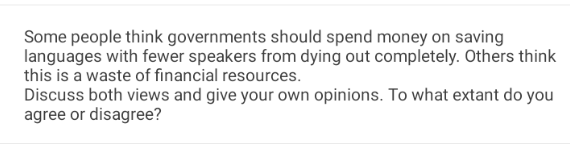 Some people think governments should spend money on saving
languages with fewer speakers from dying out completely. Others think
this is a waste of financial resources.
Discuss both views and give your own opinions. To what extant do you
agree or disagree?